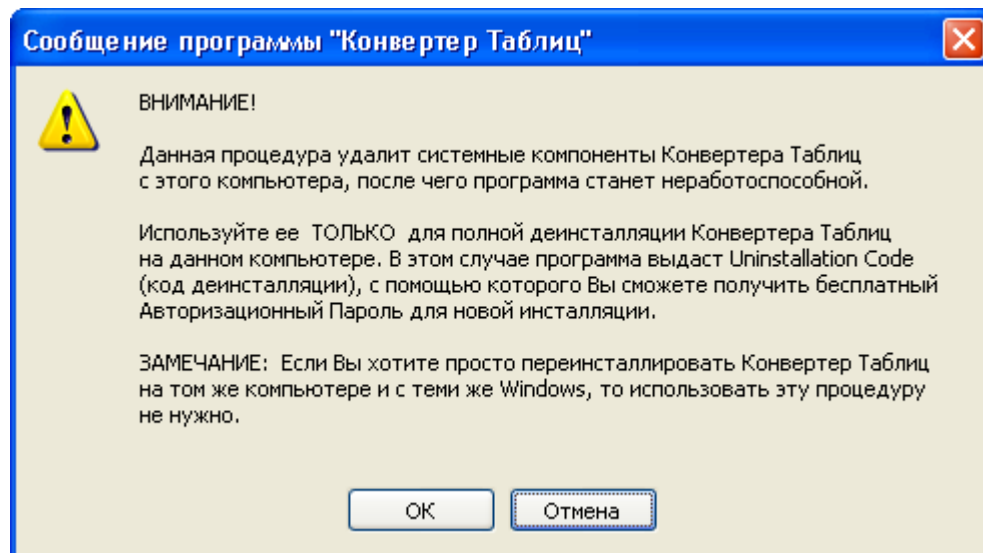 Сообщение программы "Конвертер Таблиц"
ВНИМАНИЕ!
Данная процедура удалит системные компоненты Конвертера Таблиц
с этого компьютера, после чего программа станет неработоспособной.
Используйте ее ТОЛЬКО для полной деинсталляции Конвертера Таблиц
на данном компьютере. В этом случае программа выдаст Uninstallation Code
(код деинсталляции), с помощью которого Вы сможете получить бесплатный
Авторизационный Пароль для новой инсталляции.
ЗАМЕЧАНИЕ: Если Вы хотите просто переинсталлировать Конвертер Таблиц
на том же компьютере и с теми же Windows, то использовать эту процедуру
не нужно.
ОК
Отмена